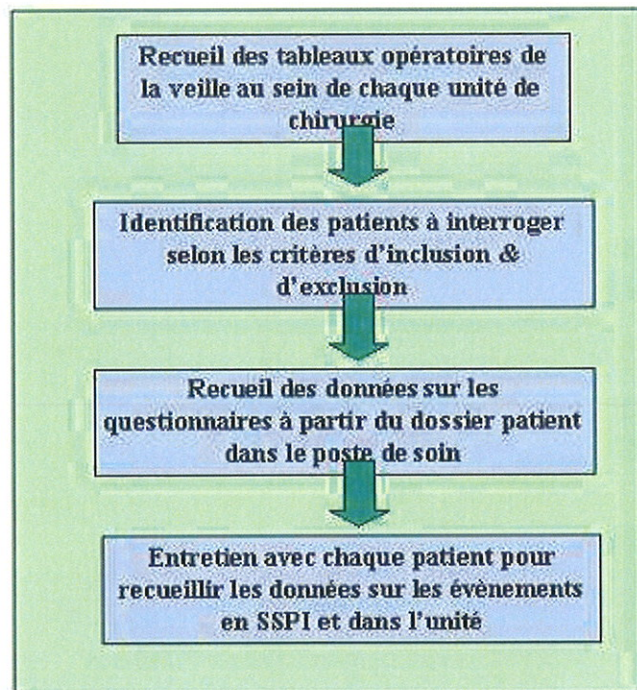 Recueil des tableaux opératoires de
la veille au sein de chaque unité de
chirurgie
Identification des patients à interroger
selon les critères d'inclusion &
d'exclusion
Recueil des données sur les
questionnaires à partir du dossier patient
dans le poste de soin
Entretien avec chaque patient pour
recueillir les données sur les évènements
en SSPI et dans l'unité